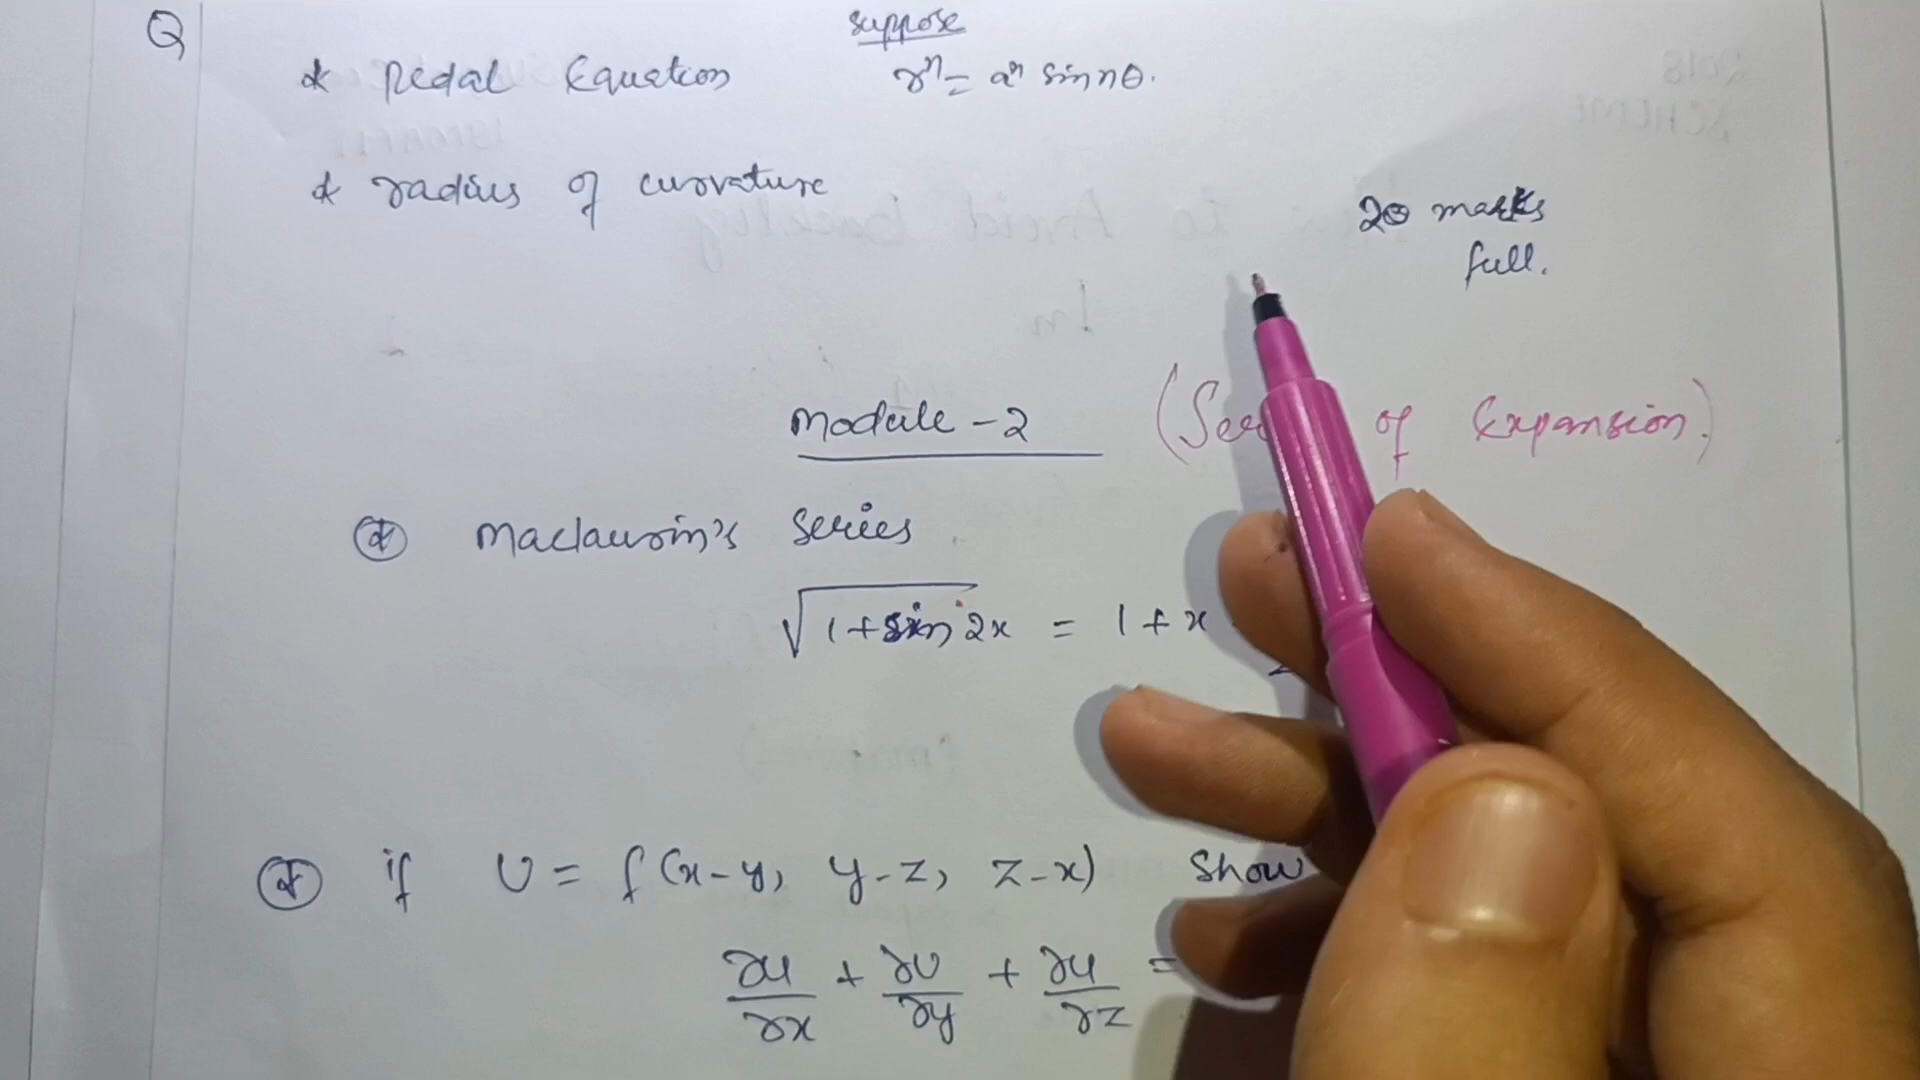 Q
suppose
* Pedal Equation rⁿ = aⁿ sin nθ.
* radius of curvature
20 marks
full.
Module - 2 ( of Expansion.)
* Maclaurin's series
√1+sin 2x = 1 + x
* if U = f (x-y, y-z, z-x) Show
∂u/∂x + ∂u/∂y + ∂u/∂z =